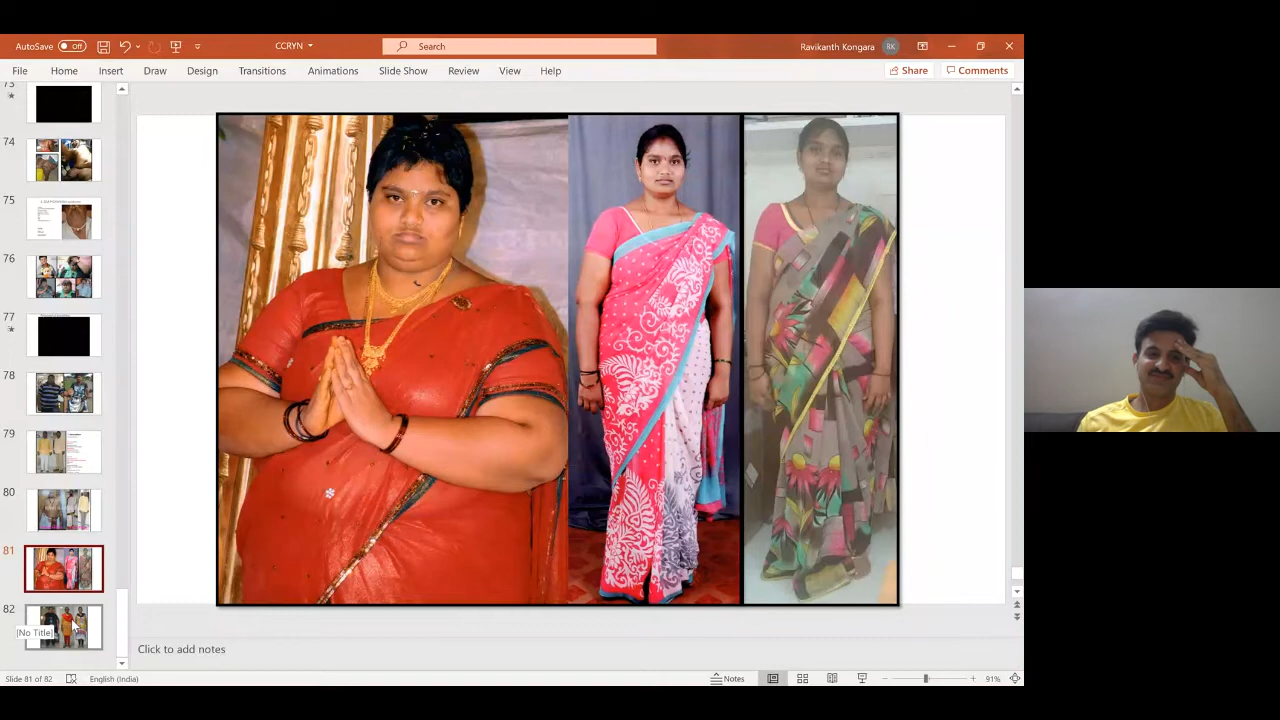 AutoSave Off
CCRYN
Search
Ravikanth Kongara
RK
File Home Insert Draw Design Transitions Animations Slide Show Review View Help
Share
Comments
73
74
75
76
77
78
79
80
81
82
[No Title]
Click to add notes
Slide 81 of 82
English (India)
Notes
91%